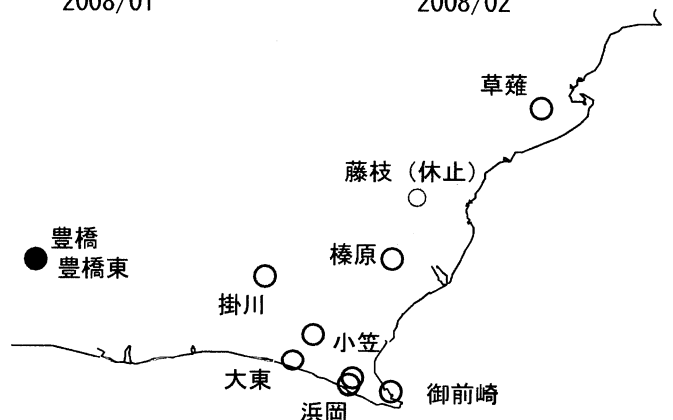 2008/01
2008/02
草薙
藤枝（休止）
豊橋
豊橋東
榛原
掛川
小笠
大東
御前崎
浜岡